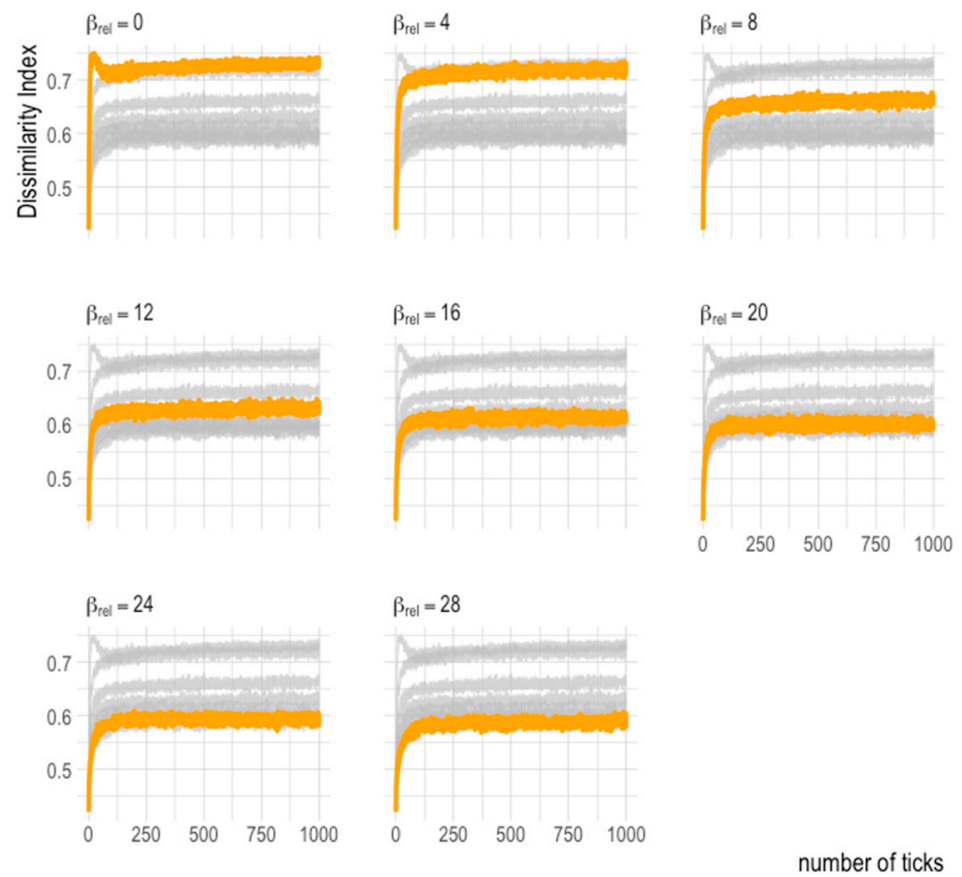 βrel = 0
βrel = 4
βrel = 8
Dissimilarity Index
0.7
0.6
0.5
βrel = 12
βrel = 16
βrel = 20
0.7
0.6
0.5
0 250 500 750 1000
βrel = 24
βrel = 28
0.7
0.6
0.5
0 250 500 750 1000
0 250 500 750 1000
number of ticks